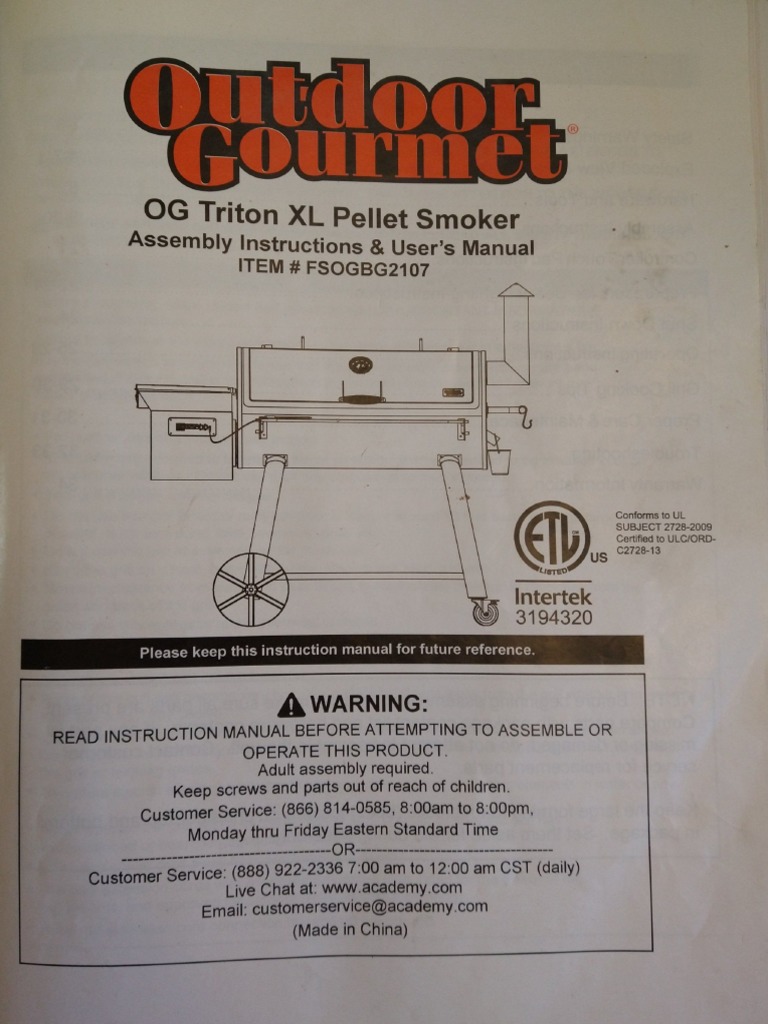 Outdoor
Gourmet®
OG Triton XL Pellet Smoker
Assembly Instructions & User's Manual
ITEM # FSOGBG2107
ETL
LISTED
US
Intertek
3194320
Conforms to UL
SUBJECT 2728-2009
Certified to ULC/ORD-
C2728-13
Please keep this instruction manual for future reference.
WARNING:
READ INSTRUCTION MANUAL BEFORE ATTEMPTING TO ASSEMBLE OR
OPERATE THIS PRODUCT.
Adult assembly required.
Keep screws and parts out of reach of children.
Customer Service: (866) 814-0585, 8:00am to 8:00pm,
Monday thru Friday Eastern Standard Time
--------------------------------------OR-----------------------------------
Customer Service: (888) 922-2336 7:00 am to 12:00 am CST (daily)
Live Chat at: www.academy.com
Email: customerservice@academy.com
(Made in China)